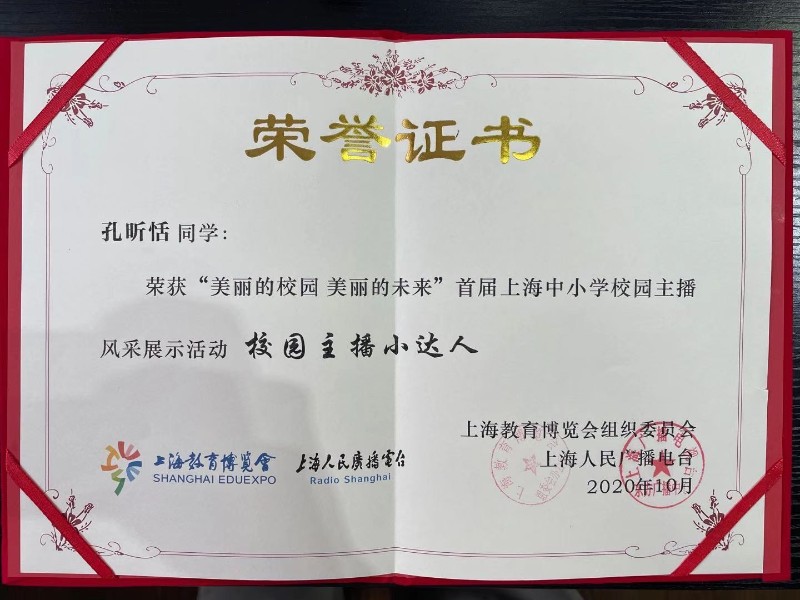 荣誉证书
孔昕恬 同学：
荣获“美丽的校园 美丽的未来”首届上海中小学校园主播
风采展示活动 校园主播小达人
上海教育博览会组织委员会
上海人民广播电台
2020年10月
上海教育博览會
SHANGHAI EDUEXPO
上海人民廣播電台
Radio Shanghai